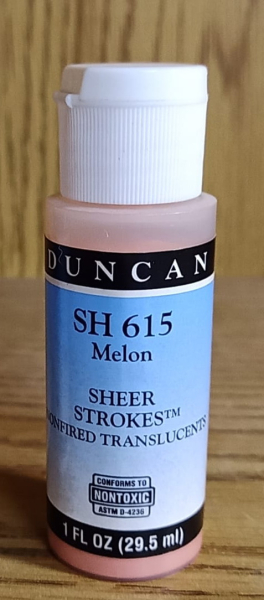 DUNCAN
SH 615
Melon
SHEER
STROKES™
NONFIRED TRANSLUCENTS
CONFORMS TO
NONTOXIC
ASTM D-4236
1 FL OZ (29.5 ml)